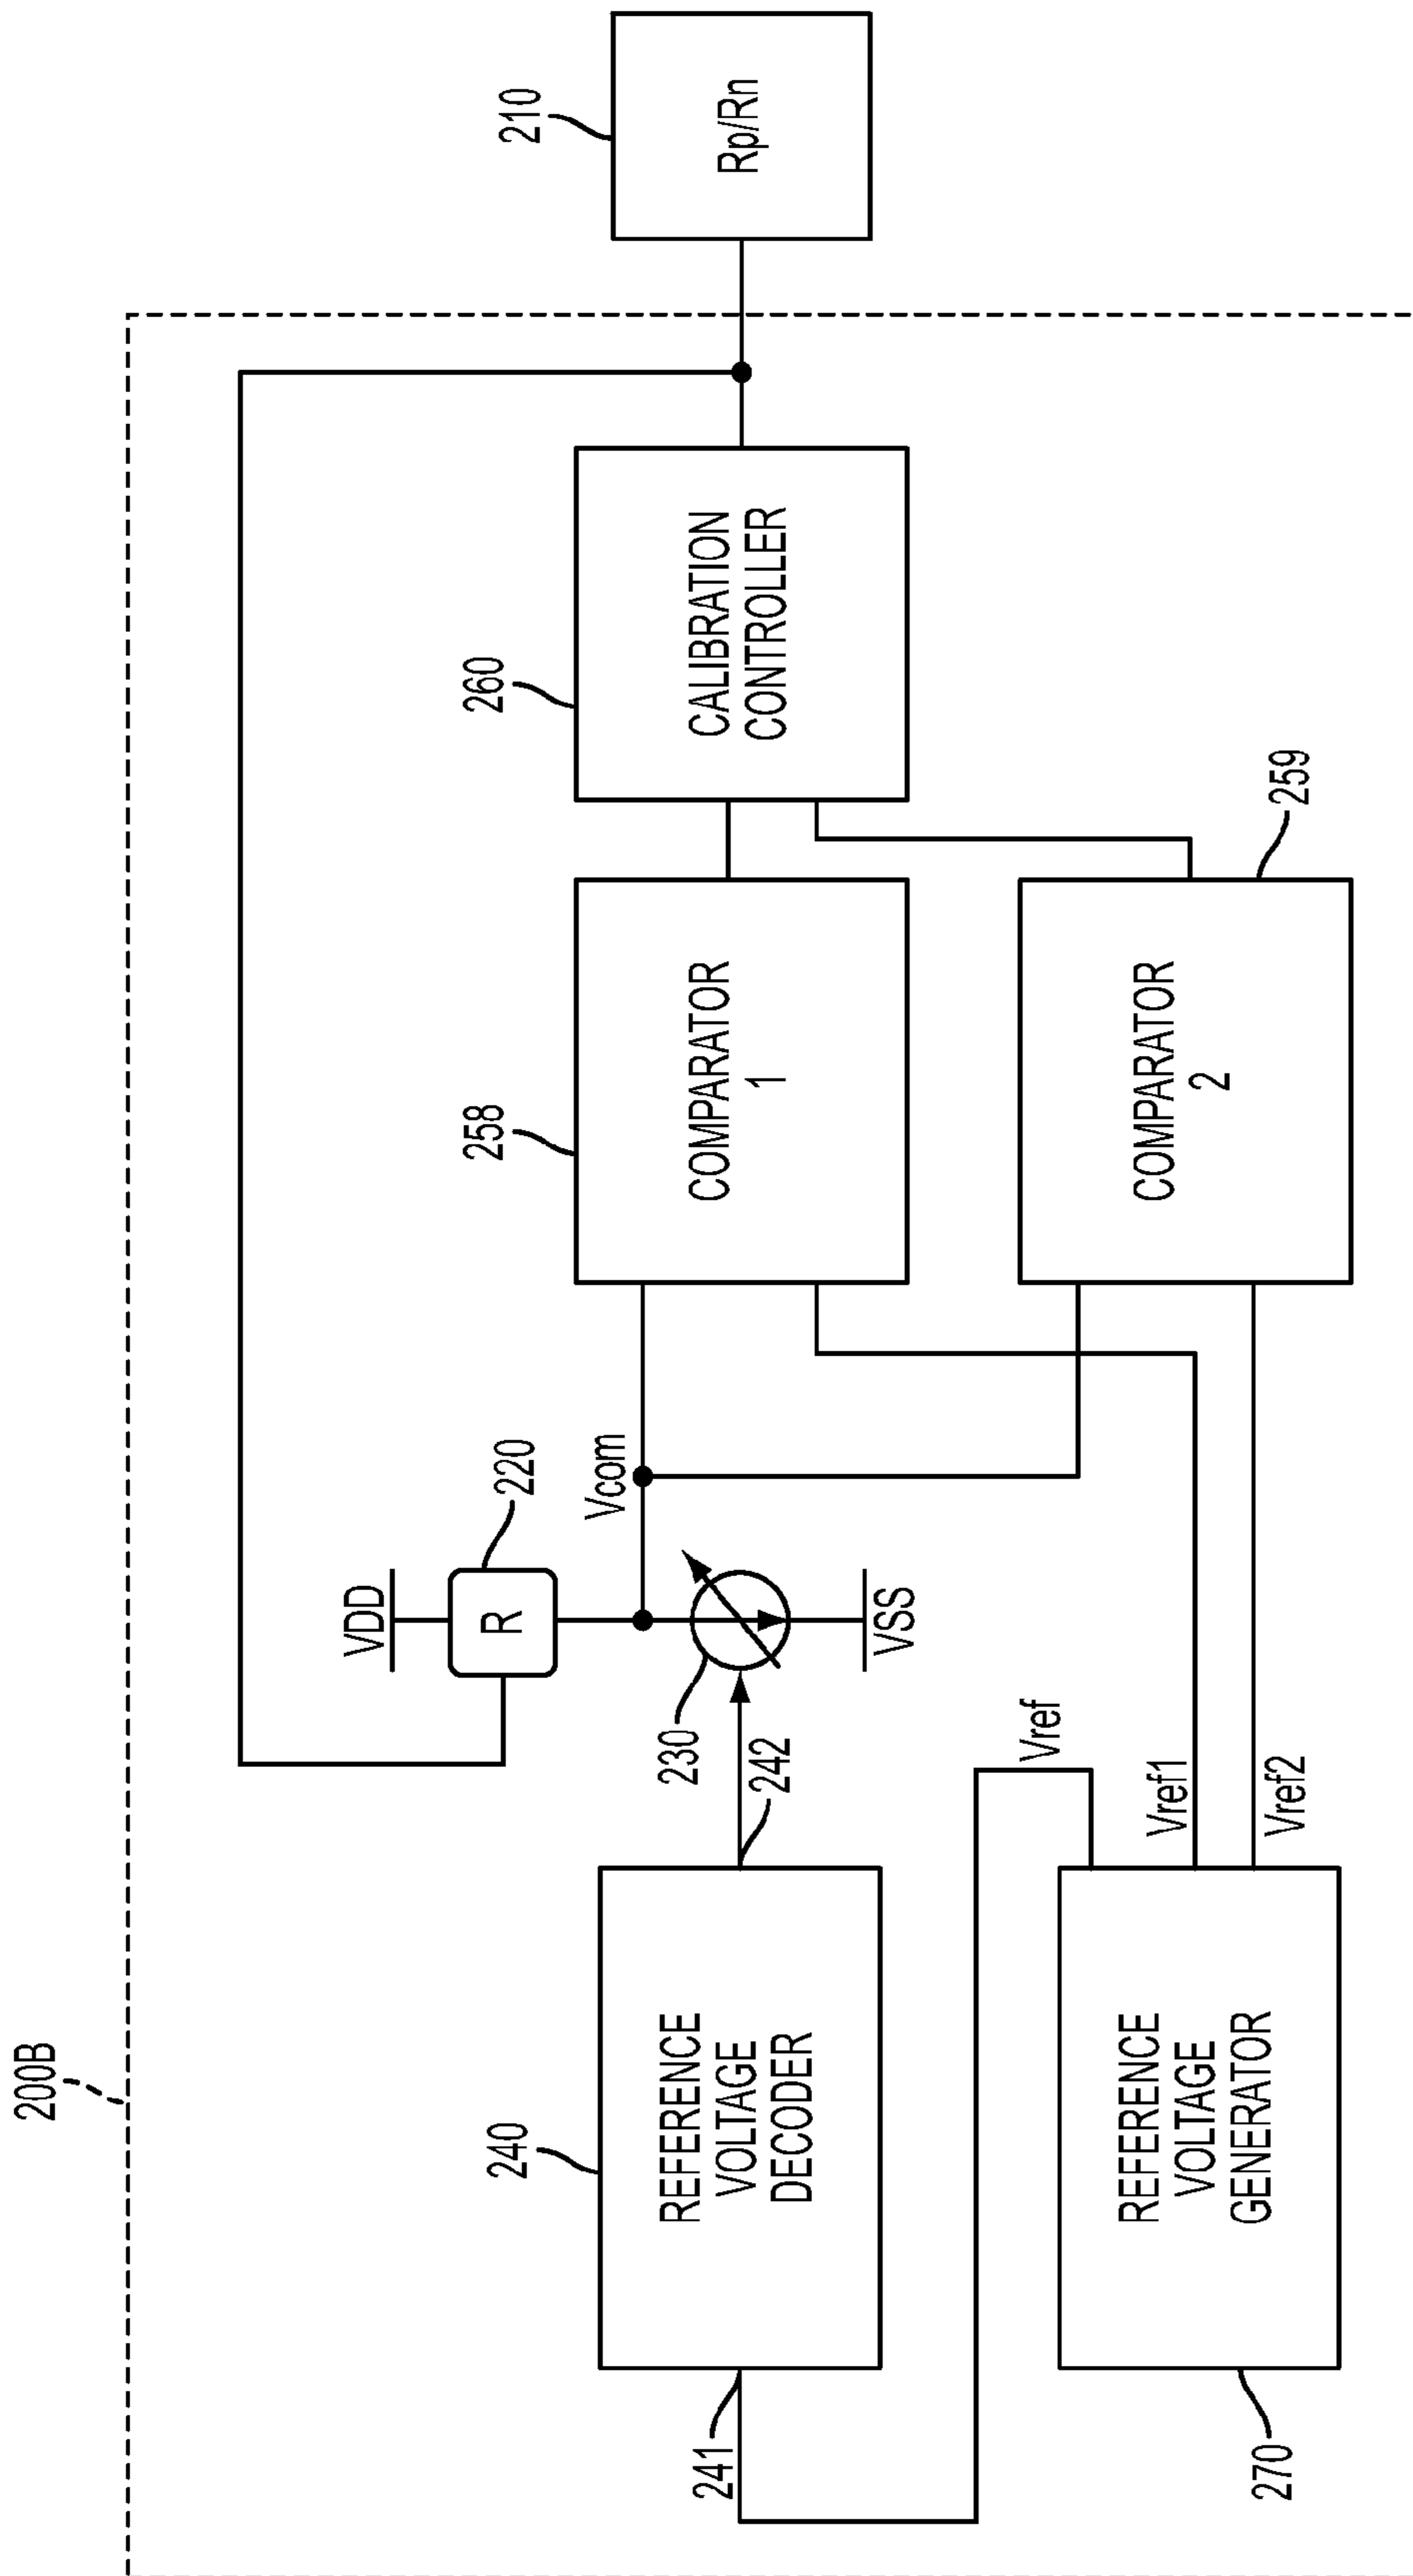 200B
210
Rp/Rn
260
CALIBRATION
CONTROLLER
258
COMPARATOR
1
259
COMPARATOR
2
VDD
220
R
Vcom
230
VSS
242
240
REFERENCE
VOLTAGE
DECODER
241
Vref
Vref1
Vref2
REFERENCE
VOLTAGE
GENERATOR
270